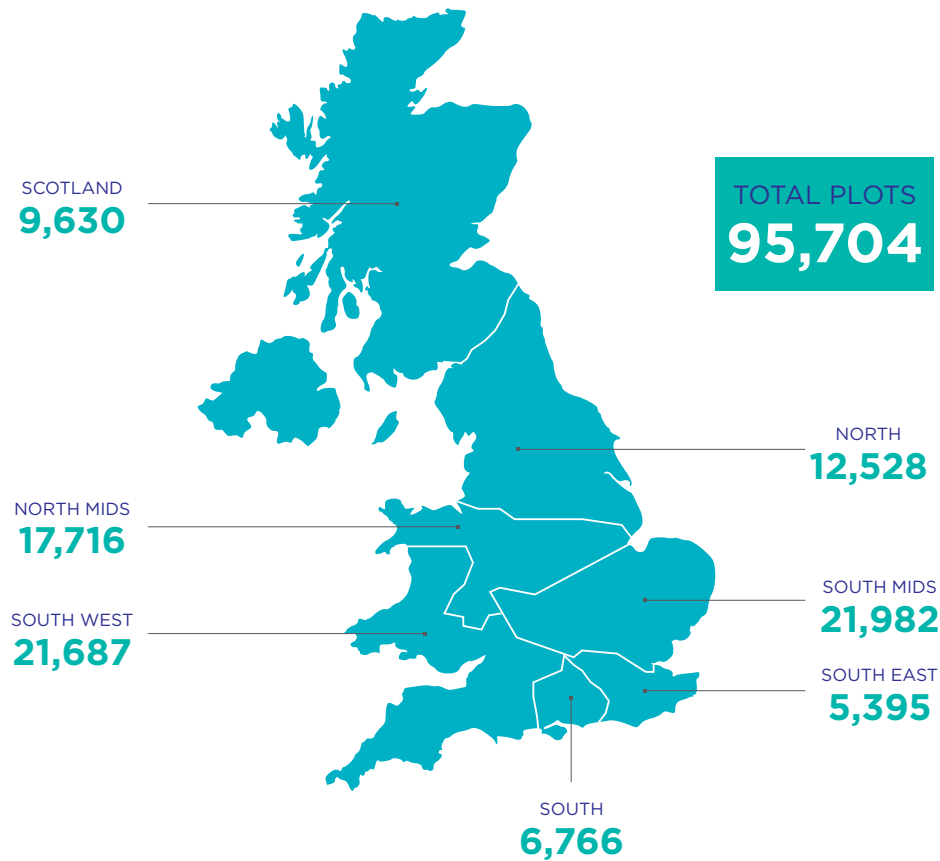 SCOTLAND
9,630
TOTAL PLOTS
95,704
NORTH
12,528
NORTH MIDS
17,716
SOUTH MIDS
21,982
SOUTH WEST
21,687
SOUTH EAST
5,395
SOUTH
6,766